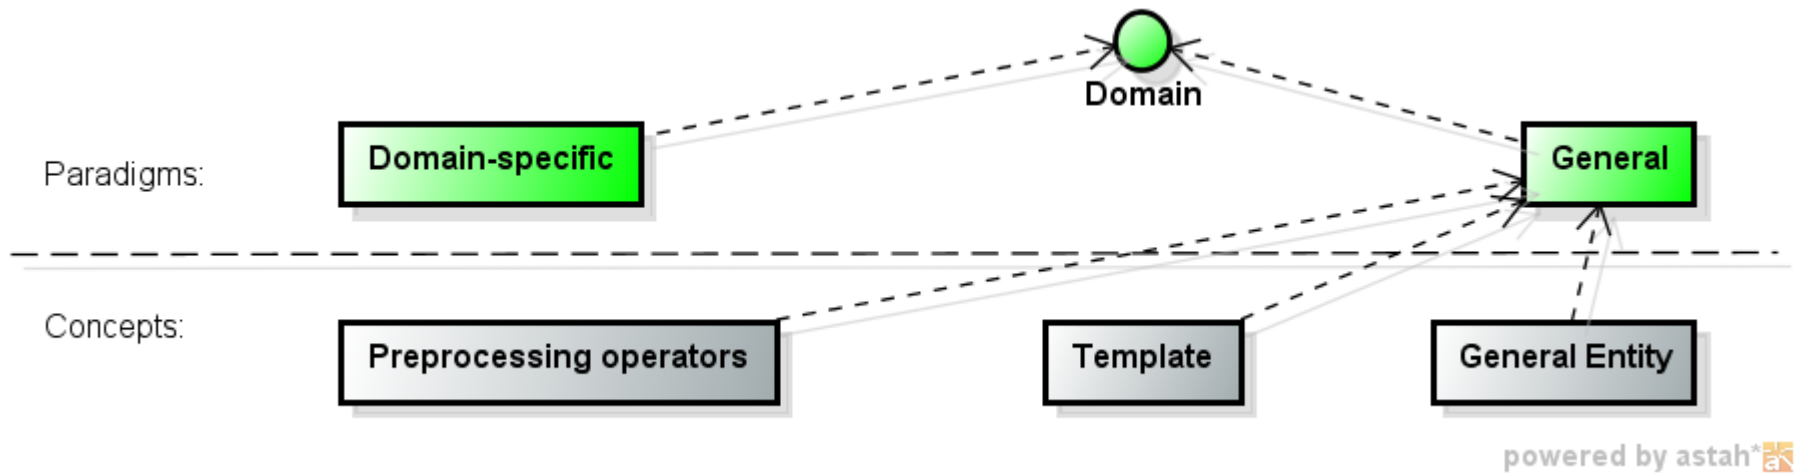 Domain
Paradigms:
Domain-specific
General
Concepts:
Preprocessing operators
Template
General Entity
powered by astah*